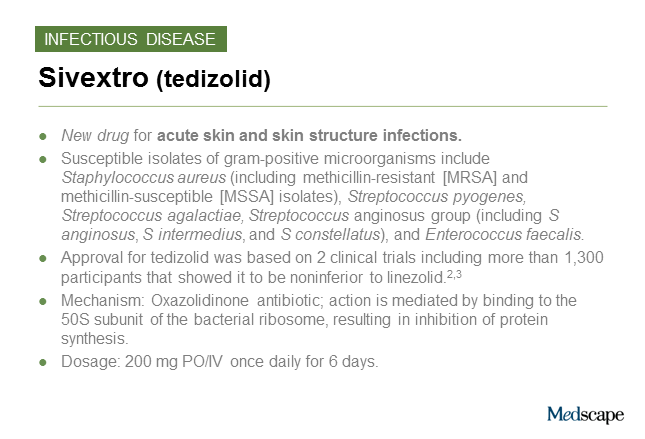 INFECTIOUS DISEASE
Sivextro (tedizolid)
● New drug for acute skin and skin structure infections.
● Susceptible isolates of gram-positive microorganisms include
Staphylococcus aureus (including methicillin-resistant [MRSA] and
methicillin-susceptible [MSSA] isolates), Streptococcus pyogenes,
Streptococcus agalactiae, Streptococcus anginosus group (including S
anginosus, S intermedius, and S constellatus), and Enterococcus faecalis.
● Approval for tedizolid was based on 2 clinical trials including more than 1,300
participants that showed it to be noninferior to linezolid.2,3
● Mechanism: Oxazolidinone antibiotic; action is mediated by binding to the
50S subunit of the bacterial ribosome, resulting in inhibition of protein
synthesis.
● Dosage: 200 mg PO/IV once daily for 6 days.
Medscape